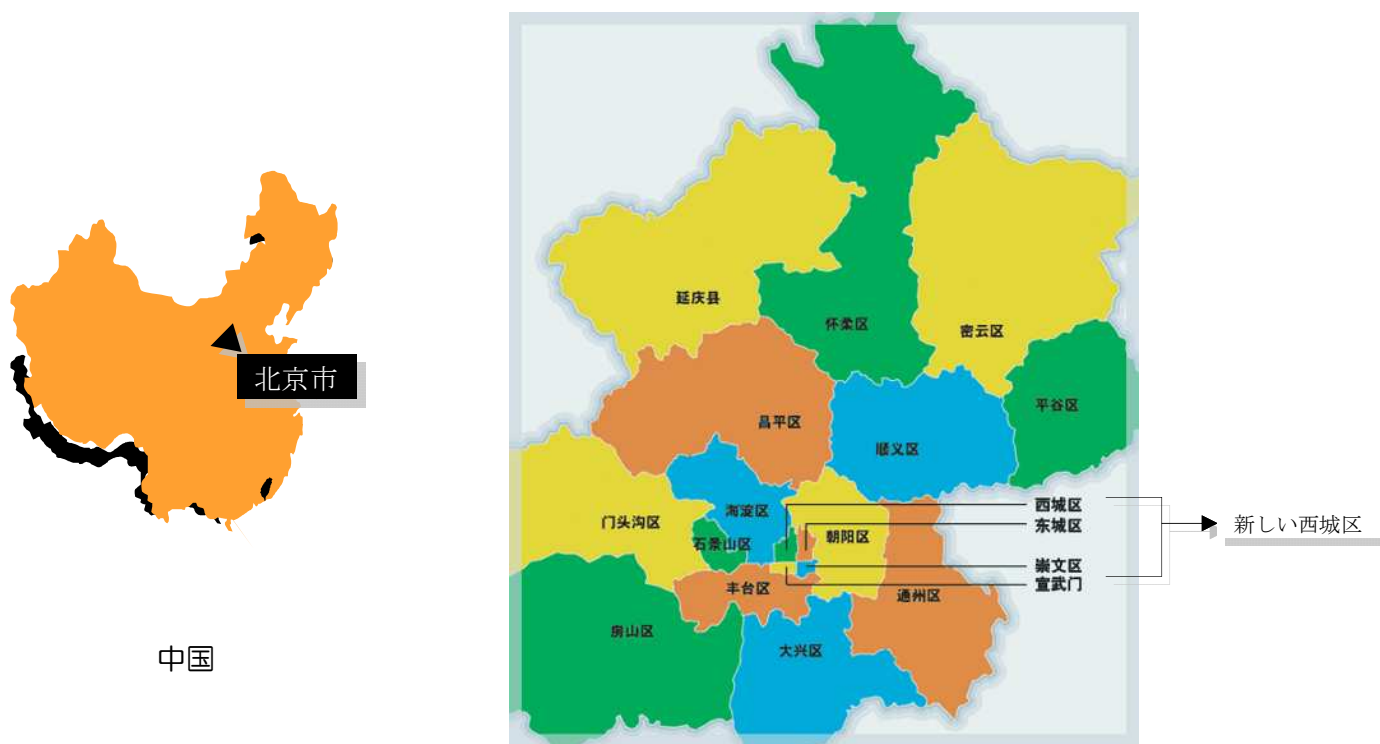 北京市
中国
延庆县
怀柔区
密云区
平谷区
昌平区
顺义区
门头沟区
海淀区
石景山区
朝阳区
西城区
东城区
崇文区
宣武门
新しい西城区
丰台区
通州区
房山区
大兴区